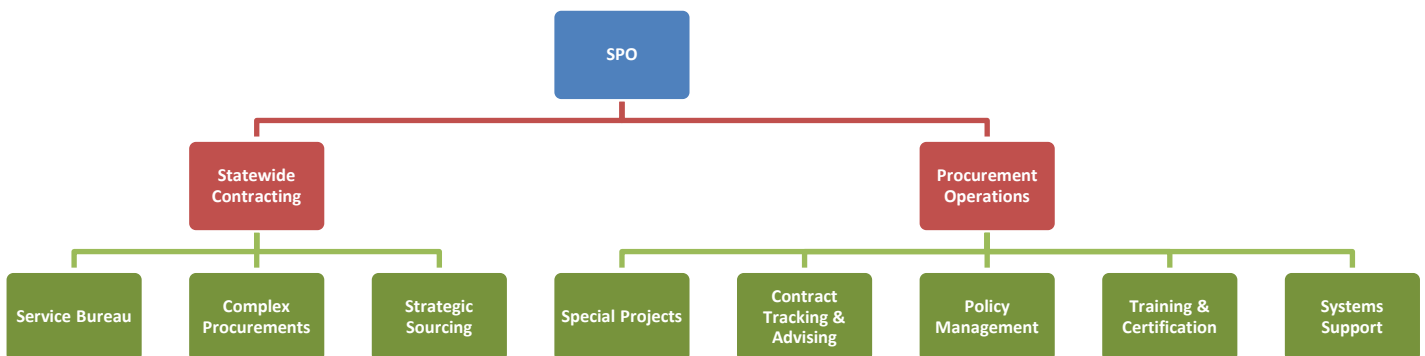 SPO
Statewide
Contracting
Procurement
Operations
Service Bureau
Complex
Procurements
Strategic
Sourcing
Special Projects
Contract
Tracking &
Advising
Policy
Management
Training &
Certification
Systems
Support